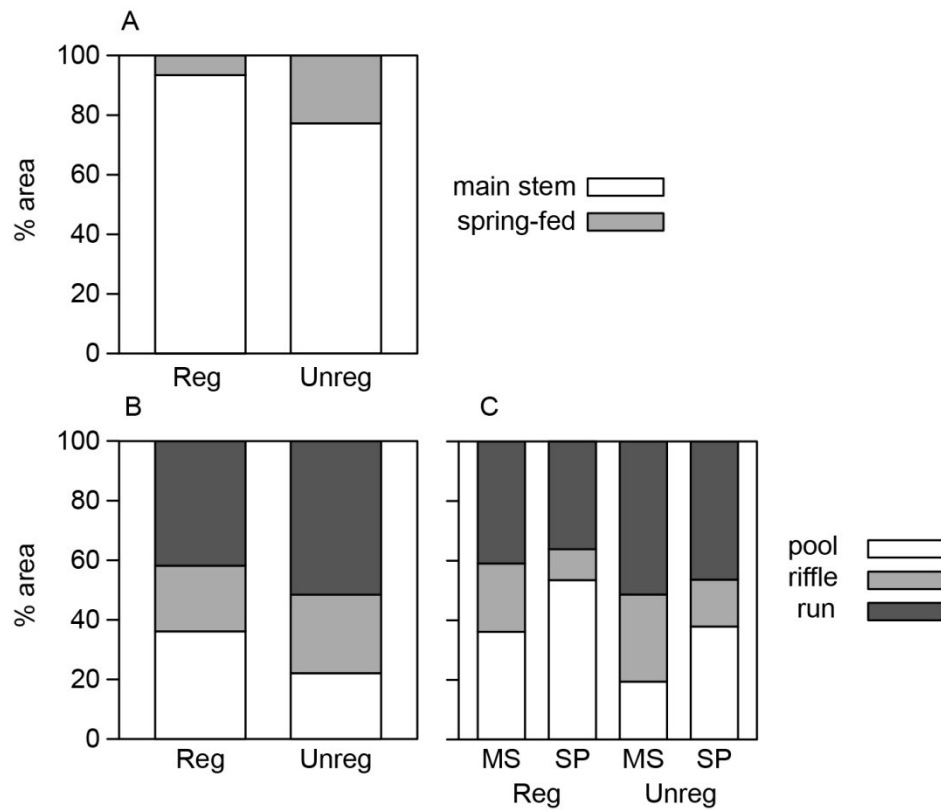 A
100
80
60
40
20
0
% area
Reg Unreg
main stem
spring-fed
B
100
80
60
40
20
0
% area
Reg Unreg
C
MS SP MS SP
Reg Unreg
pool
riffle
run